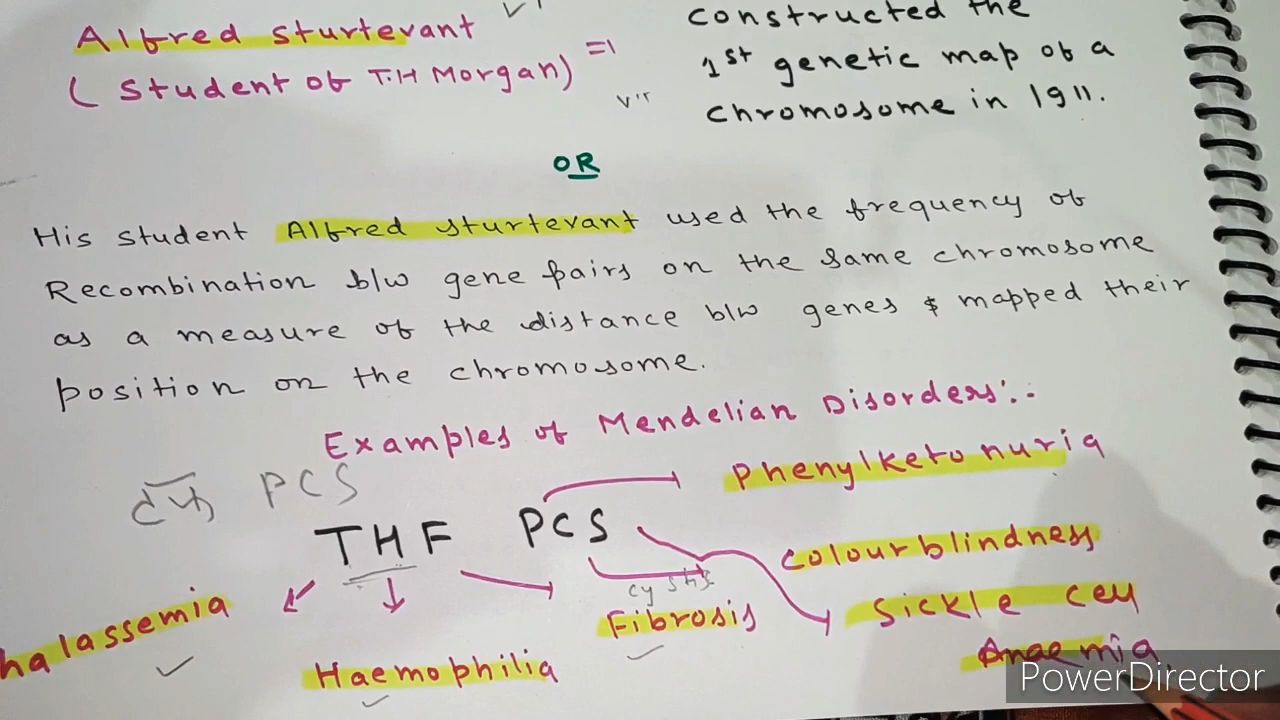 Alfred sturtevant
(Student of T.H Morgan) =
constructed the
1st genetic map of a
chromosome in 1911.
OR
His student Alfred sturtevant used the frequency of
Recombination b/w gene pairs on the same chromosome
as a measure of the distance b/w genes & mapped their
position on the chromosome.
Examples of Mendelian Disorders:-
PCS
THF PCS
Phenylketonuria
Colourblindness
Sickle cell
Anaemia
cystis
Fibrosis
halassemia
Haemophilia
PowerDirector